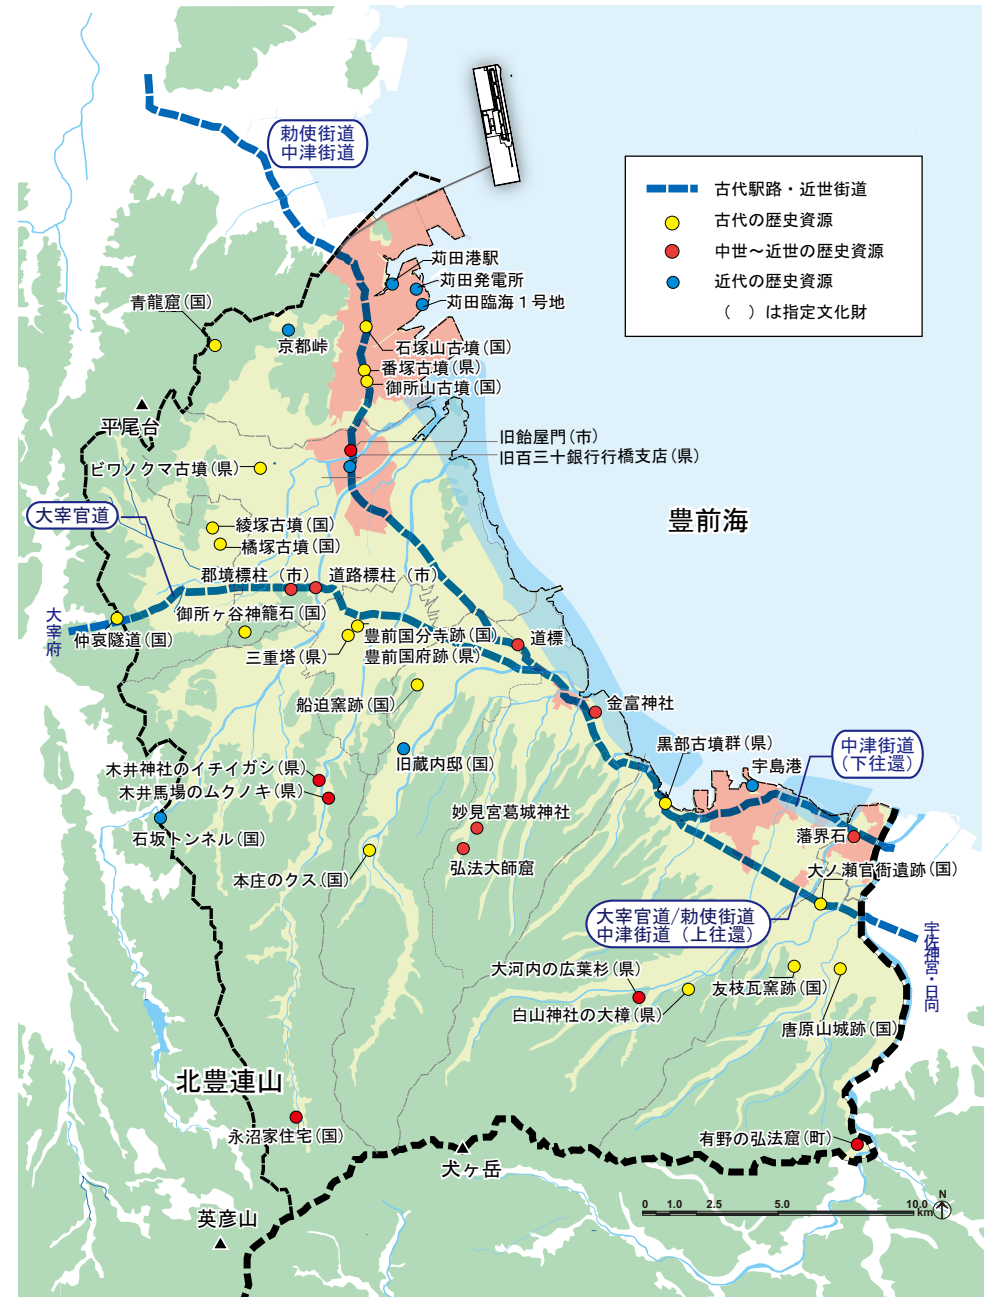 勅使街道
中津街道
古代駅路・近世街道
古代の歴史資源
中世～近世の歴史資源
近代の歴史資源
（　）は指定文化財
苅田港駅
苅田発電所
苅田臨海１号地
青龍窟(国)
京都峠
石塚山古墳(国)
番塚古墳(県)
御所山古墳(国)
平尾台
旧飴屋門(市)
旧百三十銀行行橋支店(県)
ビワノクマ古墳(県)
大宰官道
綾塚古墳(国)
橘塚古墳(国)
豊前海
郡境標柱（市）
道路標柱（市）
御所ヶ谷神籠石(国)
大宰府
仲哀隧道(国)
豊前国分寺跡(国)
道標
三重塔(県)
豊前国府跡(県)
船迫窯跡(国)
金富神社
黒部古墳群(県)
中津街道
（下往還）
旧蔵内邸(国)
宇島港
木井神社のイチイガシ(県)
木井馬場のムクノキ(県)
妙見宮葛城神社
石坂トンネル(国)
藩界石
弘法大師窟
本庄のクス(国)
大ノ瀬官衙遺跡(国)
大宰官道/勅使街道
中津街道（上往還）
宇佐神宮・日向
大河内の広葉杉(県)
友枝瓦窯跡(国)
白山神社の大樟(県)
唐原山城跡(国)
北豊連山
永沼家住宅(国)
有野の弘法窟(町)
犬ヶ岳
英彦山
0 1.0 2.5 5.0 10.0
km
N